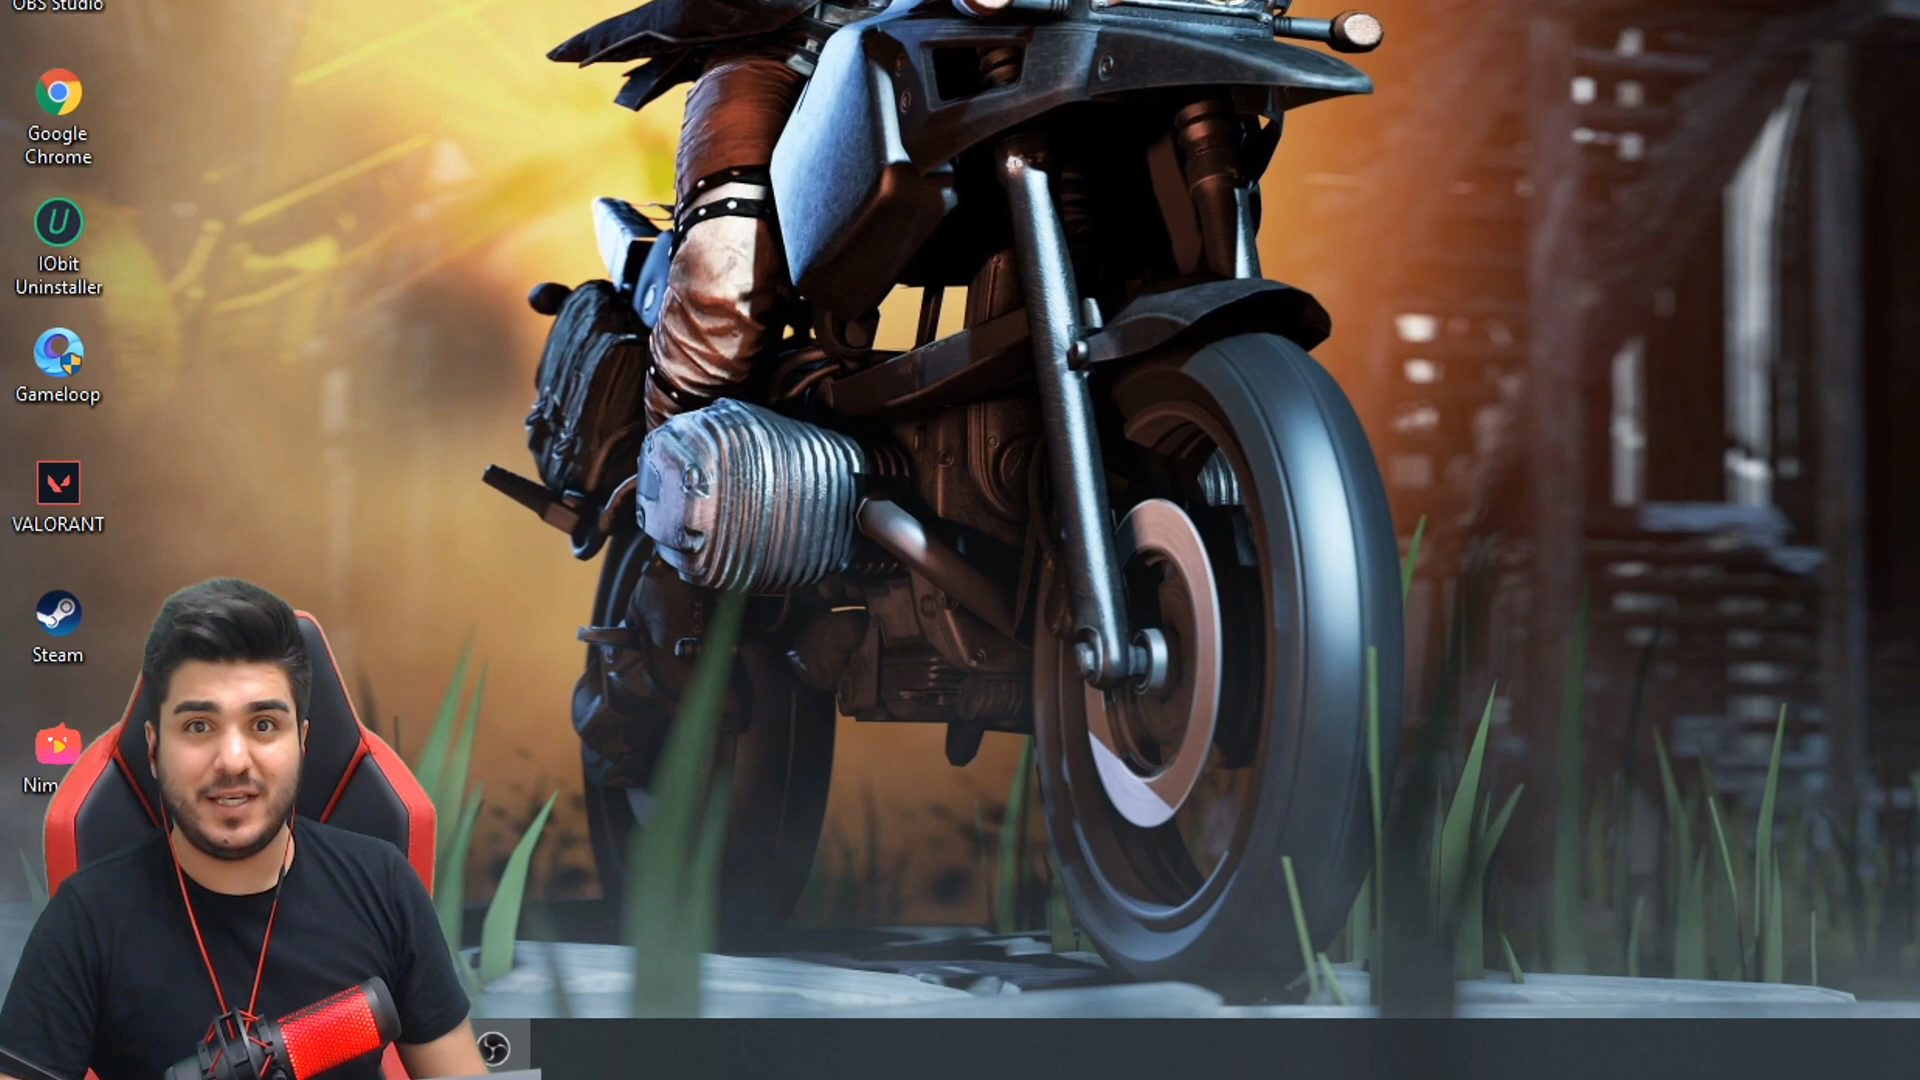 OBS Studio
Google
Chrome
IObit
Uninstaller
Gameloop
VALORANT
Steam
Nim